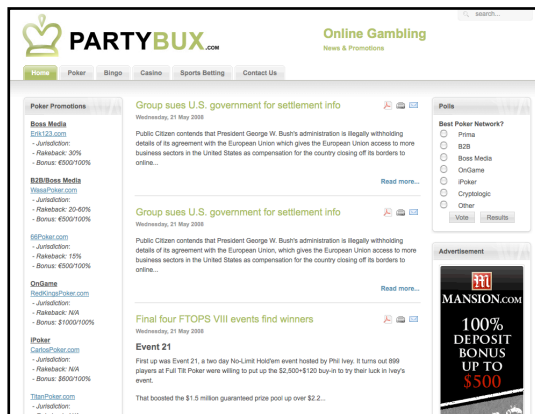 search...
PARTYBUX.com
Online Gambling
News & Promotions
Home
Poker
Bingo
Casino
Sports Betting
Contact Us
Poker Promotions
Boss Media
Erik123.com
- Jurisdiction:
- Rakeback: 30%
- Bonus: €500/100%
B2B/Boss Media
WasaPoker.com
- Jurisdiction:
- Rakeback: 20-60%
- Bonus: €500/100%
66Poker.com
- Jurisdiction:
- Rakeback: 15%
- Bonus: €500/100%
OnGame
RedKingsPoker.com
- Jurisdiction:
- Rakeback: N/A
- Bonus: $1000/100%
iPoker
CarlosPoker.com
- Jurisdiction:
- Rakeback: N/A
- Bonus: $600/100%
TitanPoker.com
- Jurisdiction:
Group sues U.S. government for settlement info
Wednesday, 21 May 2008
Public Citizen contends that President George W. Bush's administration is illegally withholding
details of its agreement with the European Union which gives the European Union access to more
business sectors in the United States as compensation for the country closing off its borders to
online...
Read more...
Group sues U.S. government for settlement info
Wednesday, 21 May 2008
Public Citizen contends that President George W. Bush's administration is illegally withholding
details of its agreement with the European Union, which gives the European Union access to more
business sectors in the United States as compensation for the country closing off its borders to
online...
Read more...
Final four FTOPS VIII events find winners
Wednesday, 21 May 2008
Event 21
First up was Event 21, a two day No-Limit Hold'em event hosted by Phil Ivey. It turns out 899
players at Full Tilt Poker were willing to put up the $2,500+$120 buy-in to try their luck in Ivey's
event.
That boosted the $1.5 million guaranteed prize pool up over $2.2...
Polls
Best Poker Network?
Prima
B2B
Boss Media
OnGame
iPoker
Cryptologic
Other
Vote
Results
Advertisement
m
MANSION.COM
100%
DEPOSIT
BONUS
UP TO
$500